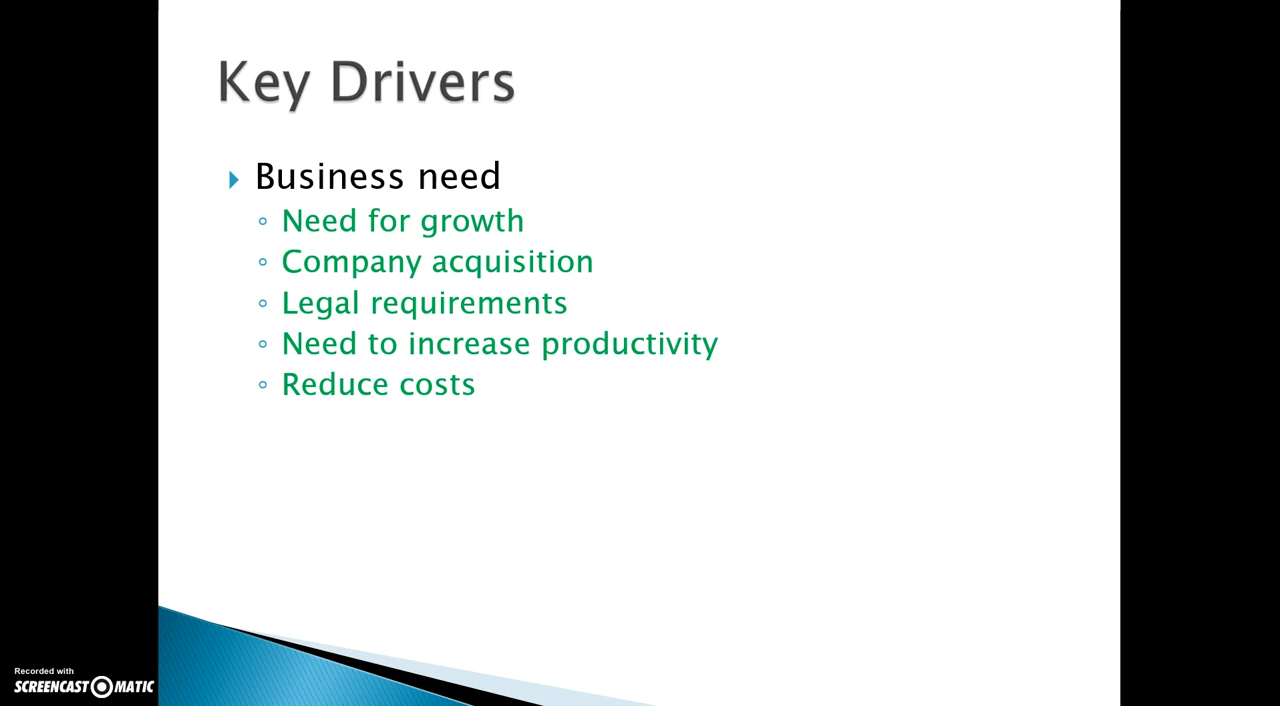 Key Drivers
Business need
Need for growth
Company acquisition
Legal requirements
Need to increase productivity
Reduce costs
Recorded with
SCREENCAST MATIC